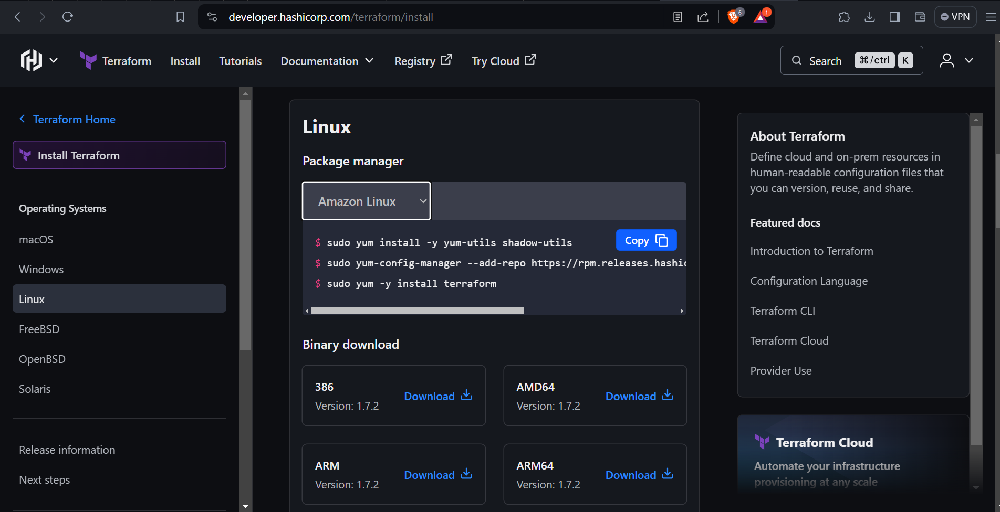 developer.hashicorp.com/terraform/install
6
1
VPN
Terraform
Install
Tutorials
Documentation
Registry
Try Cloud
Search
⌘/ctrl
K
Terraform Home
Install Terraform
Operating Systems
macOS
Windows
Linux
FreeBSD
OpenBSD
Solaris
Release information
Next steps
Linux
Package manager
Amazon Linux
Copy
$ sudo yum install -y yum-utils shadow-utils
$ sudo yum-config-manager --add-repo https://rpm.releases.hashic
$ sudo yum -y install terraform
Binary download
386
Version: 1.7.2
Download
AMD64
Version: 1.7.2
Download
ARM
Version: 1.7.2
Download
ARM64
Version: 1.7.2
Download
About Terraform
Define cloud and on-prem resources in
human-readable configuration files that
you can version, reuse, and share.
Featured docs
Introduction to Terraform
Configuration Language
Terraform CLI
Terraform Cloud
Provider Use
Terraform Cloud
Automate your infrastructure
provisioning at any scale